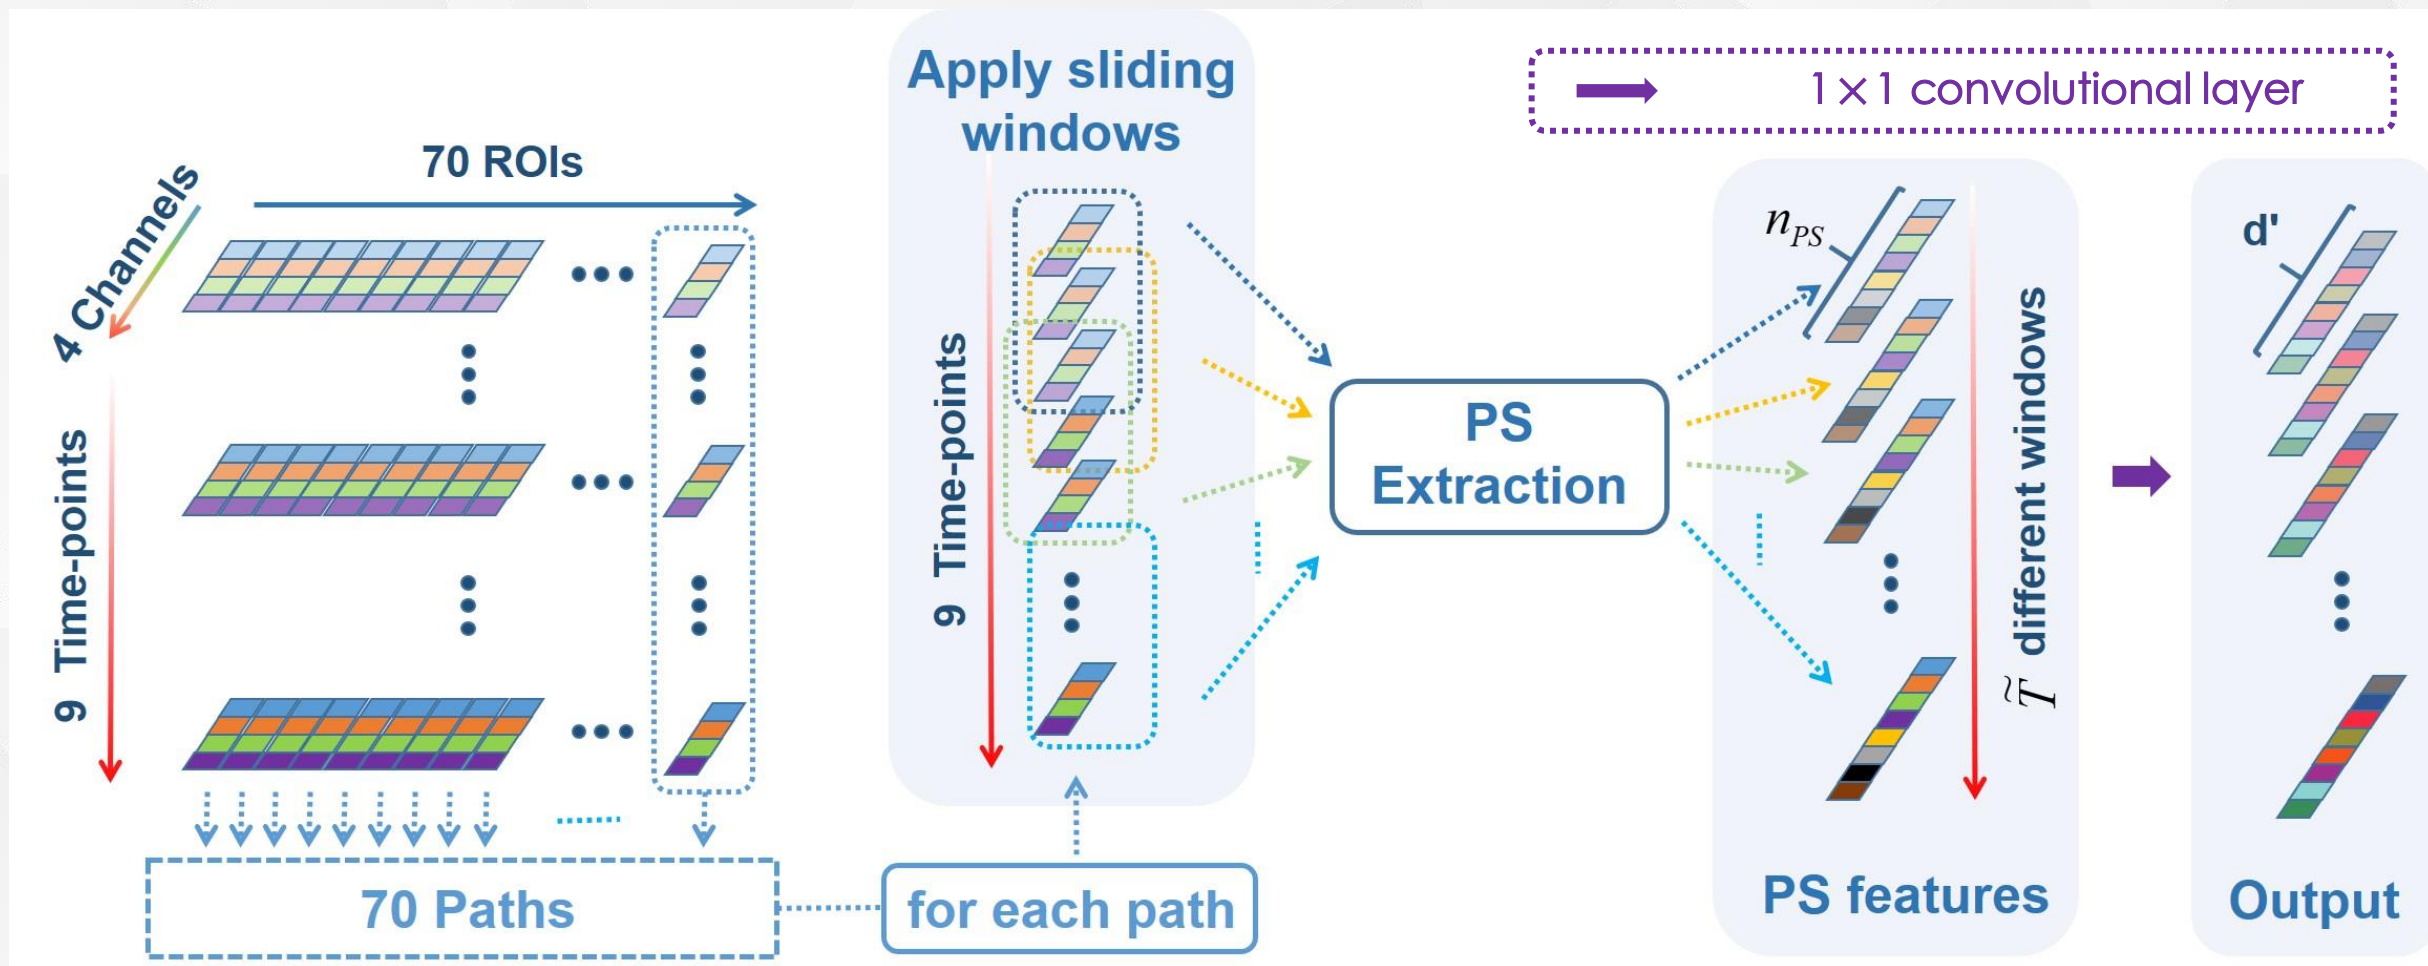 4 Channels
70 ROIs
9 Time-points
70 Paths
for each path
Apply sliding
windows
9 Time-points
PS
Extraction
1×1 convolutional layer
n_PS
T̃ different windows
PS features
d'
Output